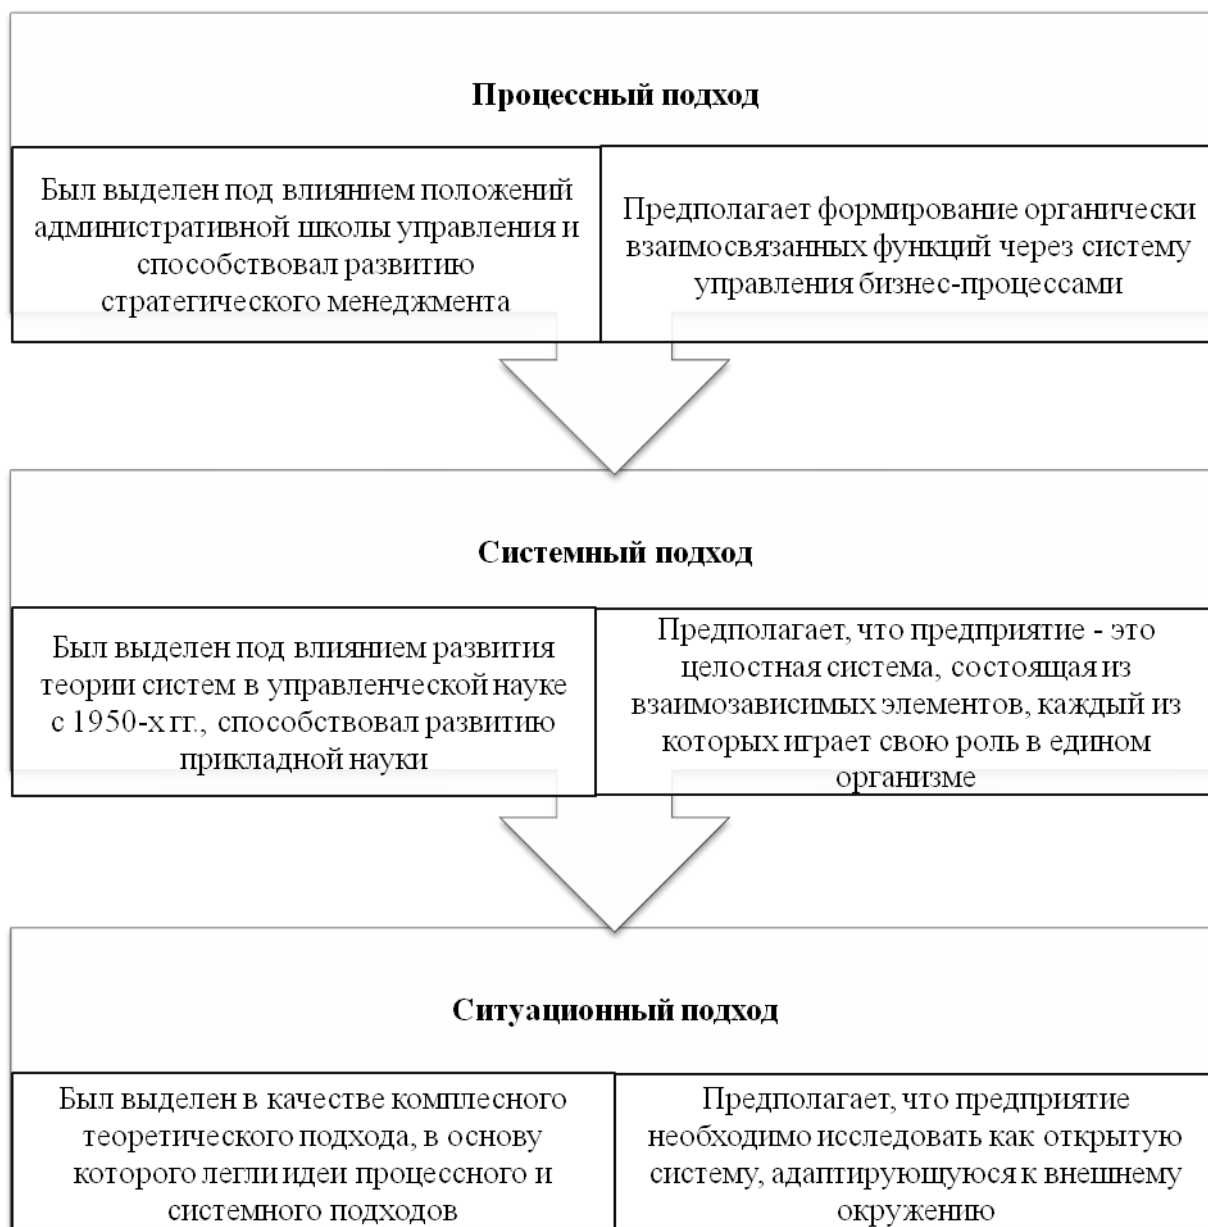 Процессный подход
Был выделен под влиянием положений
административной школы управления и
способствовал развитию
стратегического менеджмента
Предполагает формирование органически
взаимосвязанных функций через систему
управления бизнес-процессами
Системный подход
Был выделен под влиянием развития
теории систем в управленческой науке
с 1950-х гг., способствовал развитию
прикладной науки
Предполагает, что предприятие - это
целостная система, состоящая из
взаимозависимых элементов, каждый из
которых играет свою роль в едином
организме
Ситуационный подход
Был выделен в качестве комплесного
теоретического подхода, в основу
которого легли идеи процессного и
системного подходов
Предполагает, что предприятие
необходимо исследовать как открытую
систему, адаптирующуюся к внешнему
окружению